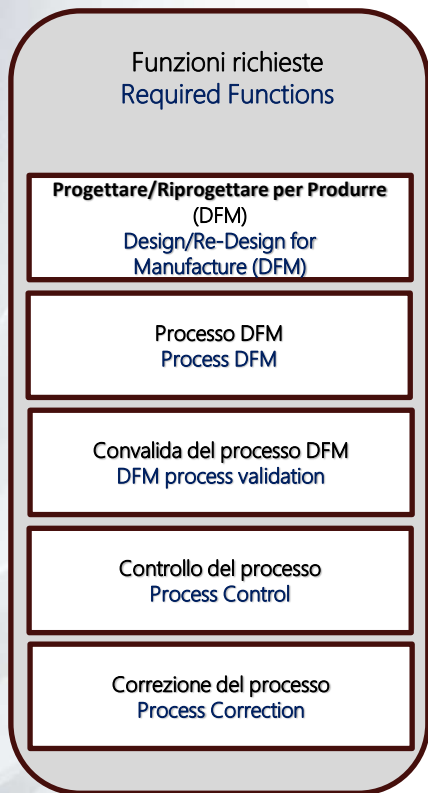 Funzioni richieste
Required Functions
Progettare/Riprogettare per Produrre
(DFM)
Design/Re-Design for
Manufacture (DFM)
Processo DFM
Process DFM
Convalida del processo DFM
DFM process validation
Controllo del processo
Process Control
Correzione del processo
Process Correction